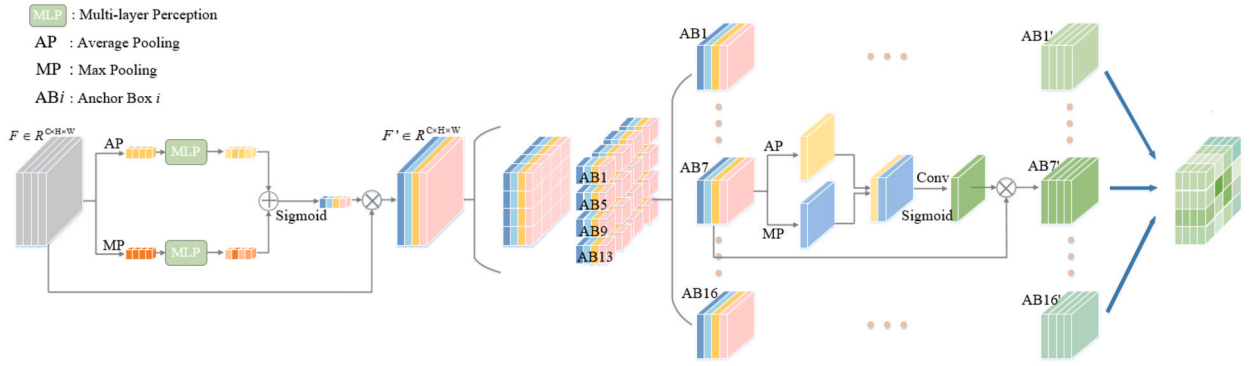 MLP : Multi-layer Perception
AP : Average Pooling
MP : Max Pooling
ABi : Anchor Box i
F ∈ R^C×H×W
AP
MLP
MP
MLP
Sigmoid
F' ∈ R^C×H×W
AB1
AB5
AB9
AB13
AB1
AB7
AB16
AP
MP
Conv
Sigmoid
AB1'
AB7'
AB16'